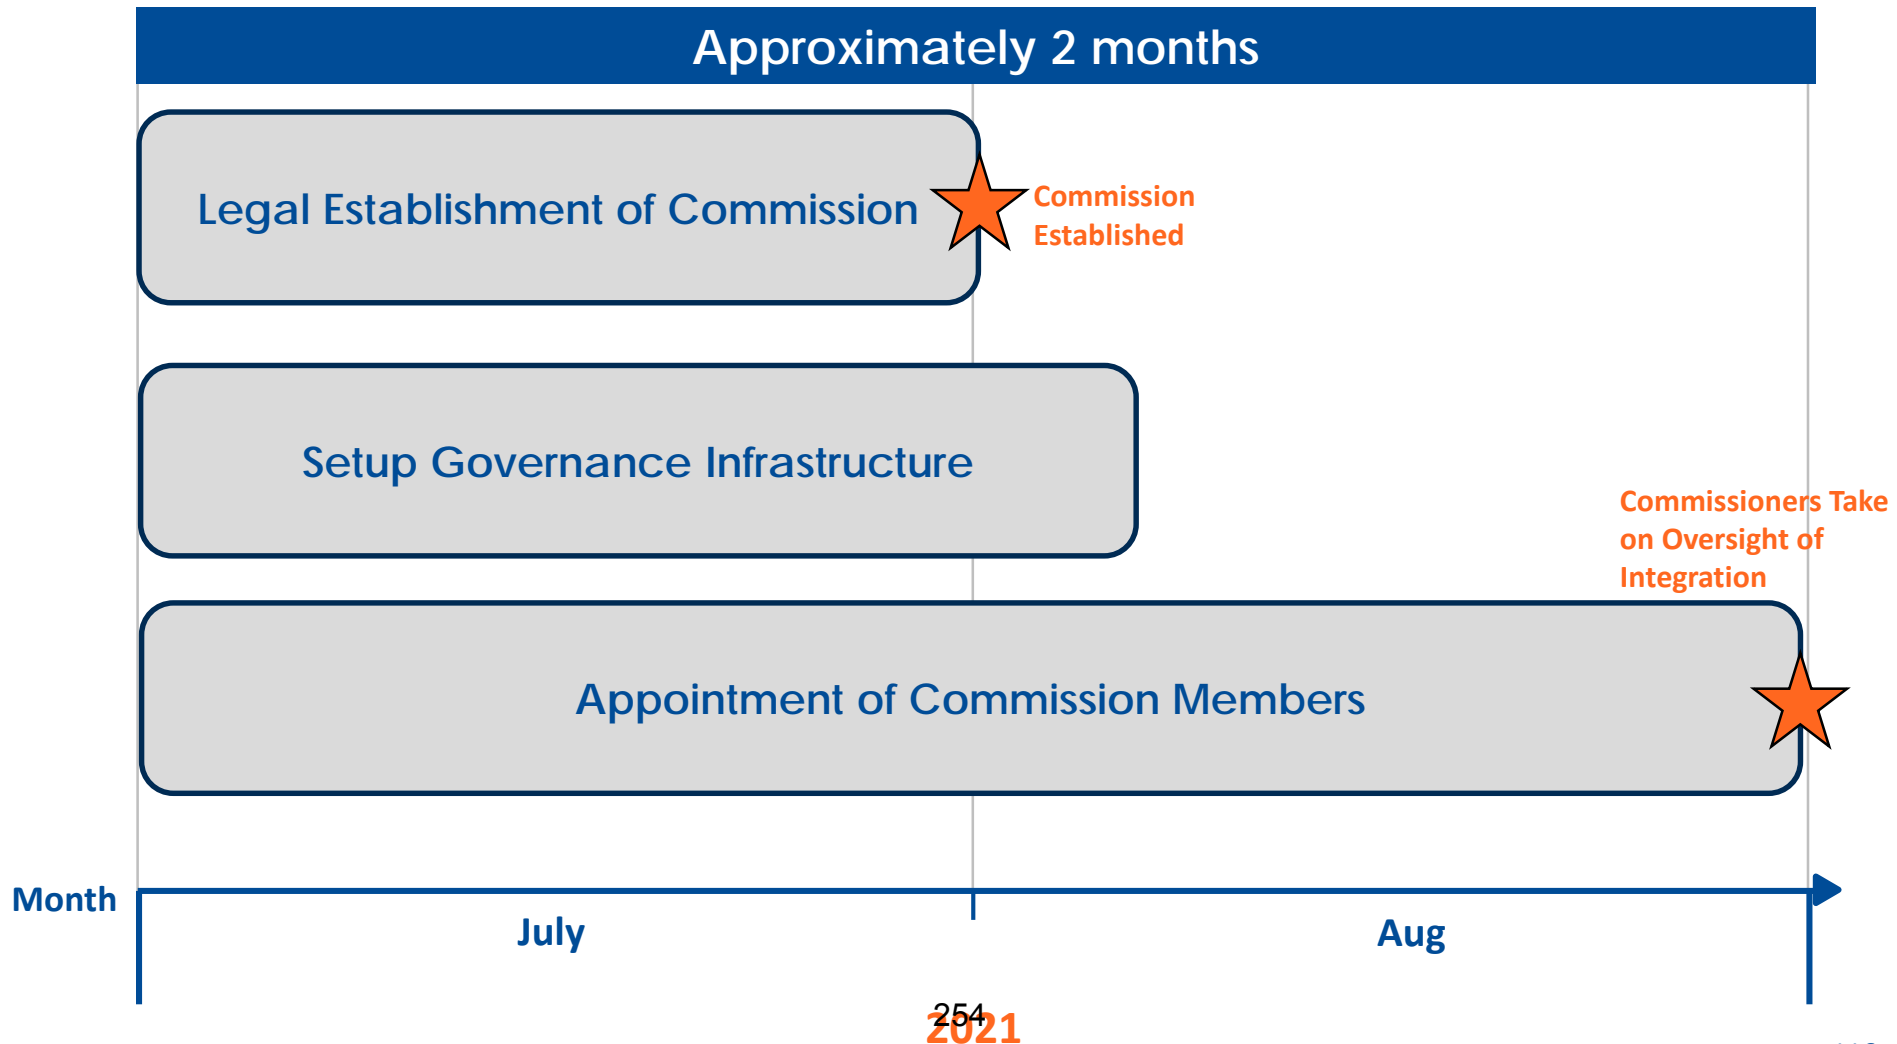 Approximately 2 months
Legal Establishment of Commission
Commission
Established
Setup Governance Infrastructure
Commissioners Take
on Oversight of
Integration
Appointment of Commission Members
Month
July
Aug
254
2021